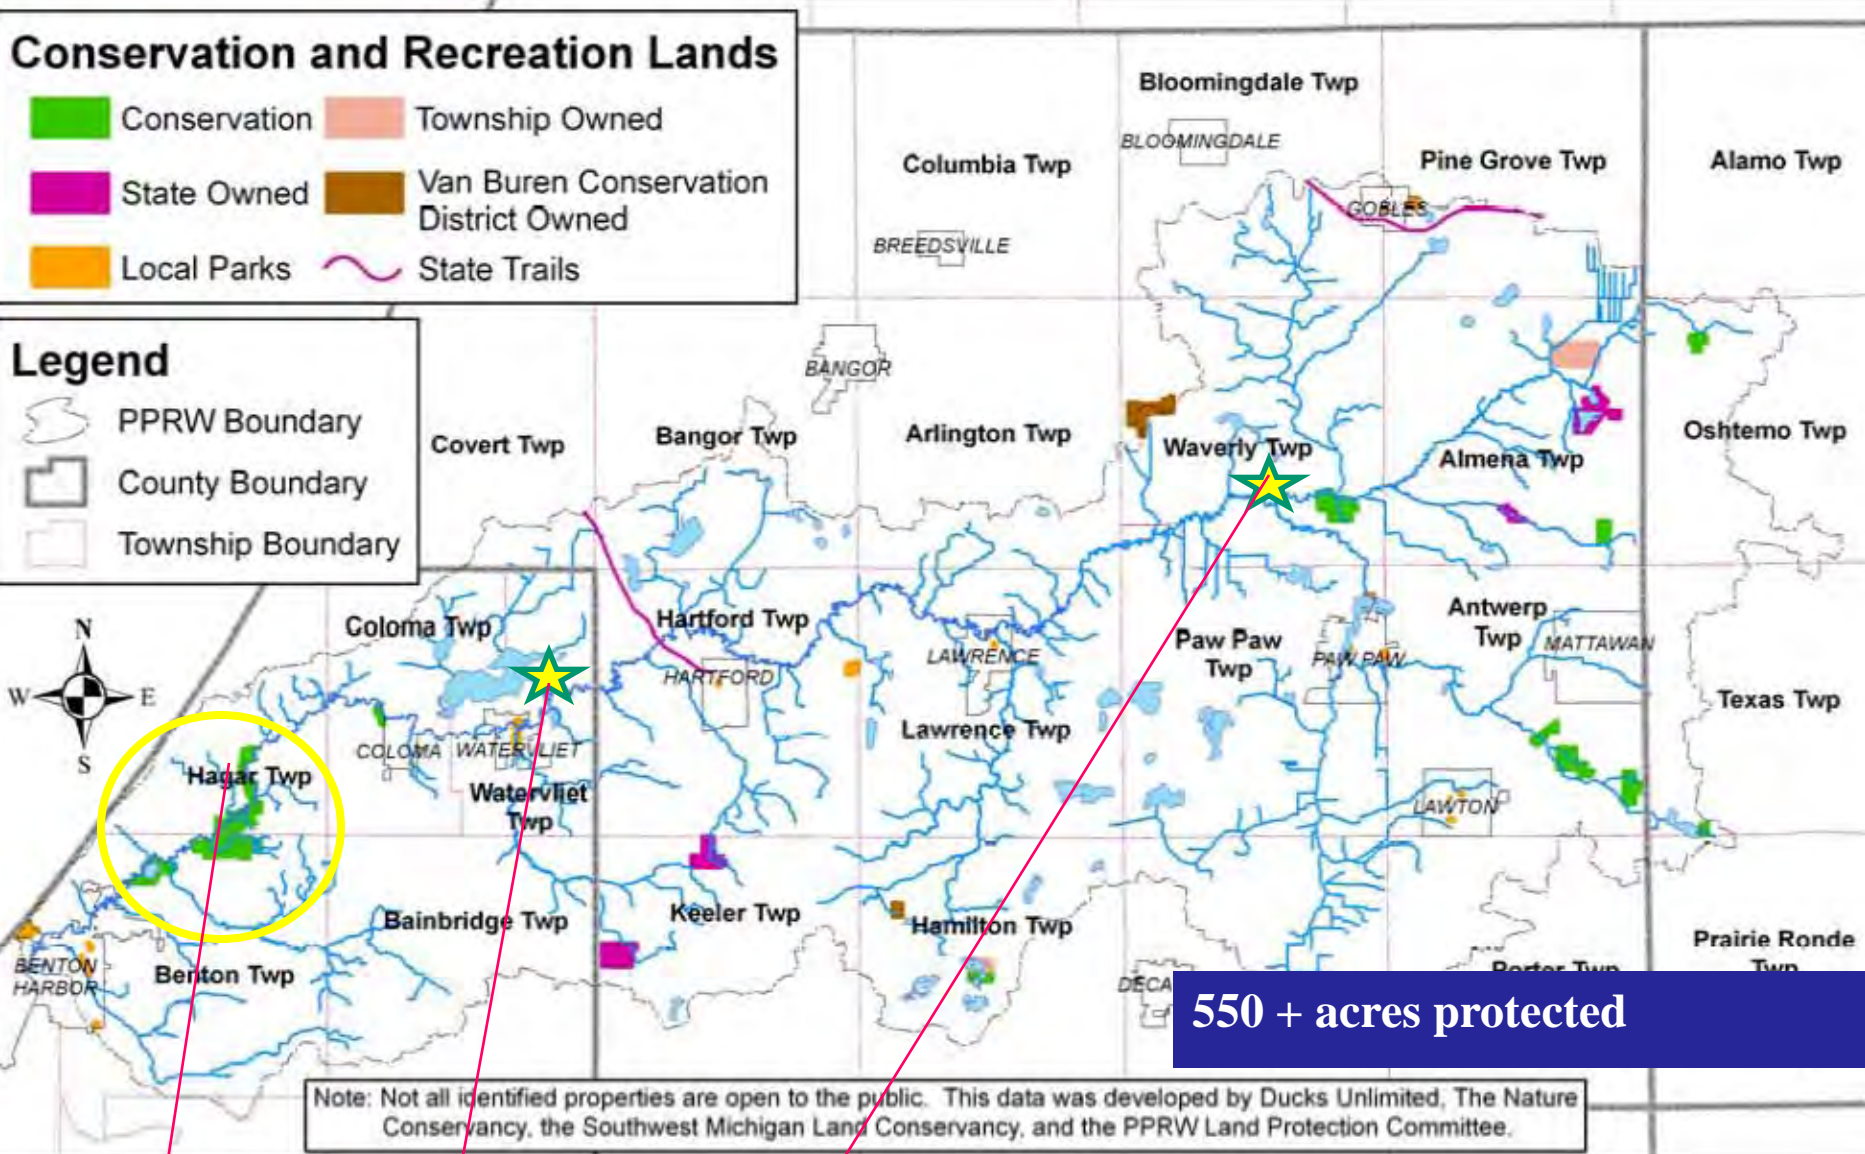 Conservation and Recreation Lands
Conservation
Township Owned
State Owned
Van Buren Conservation
District Owned
Local Parks
State Trails
Legend
PPRW Boundary
County Boundary
Township Boundary
N
W
E
S
Bloomingdale Twp
BLOOMINGDALE
Columbia Twp
Pine Grove Twp
Alamo Twp
GOBLES
BREEDSVILLE
BANGOR
Covert Twp
Bangor Twp
Arlington Twp
Waverly Twp
Almena Twp
Oshtemo Twp
Coloma Twp
Hartford Twp
HARTFORD
LAWRENCE
Paw Paw
Twp
PAW PAW
Antwerp
Twp
MATTAWAN
Texas Twp
Lawrence Twp
COLOMA
WATERVLIET
Watervliet
Twp
Hagar Twp
LAWTON
Bainbridge Twp
Keeler Twp
Hamilton Twp
Prairie Ronde
Twp
Porter Twp
BENTON
HARBOR
Benton Twp
DECA
550 + acres protected
Note: Not all identified properties are open to the public. This data was developed by Ducks Unlimited, The Nature
Conservancy, the Southwest Michigan Land Conservancy, and the PPRW Land Protection Committee.